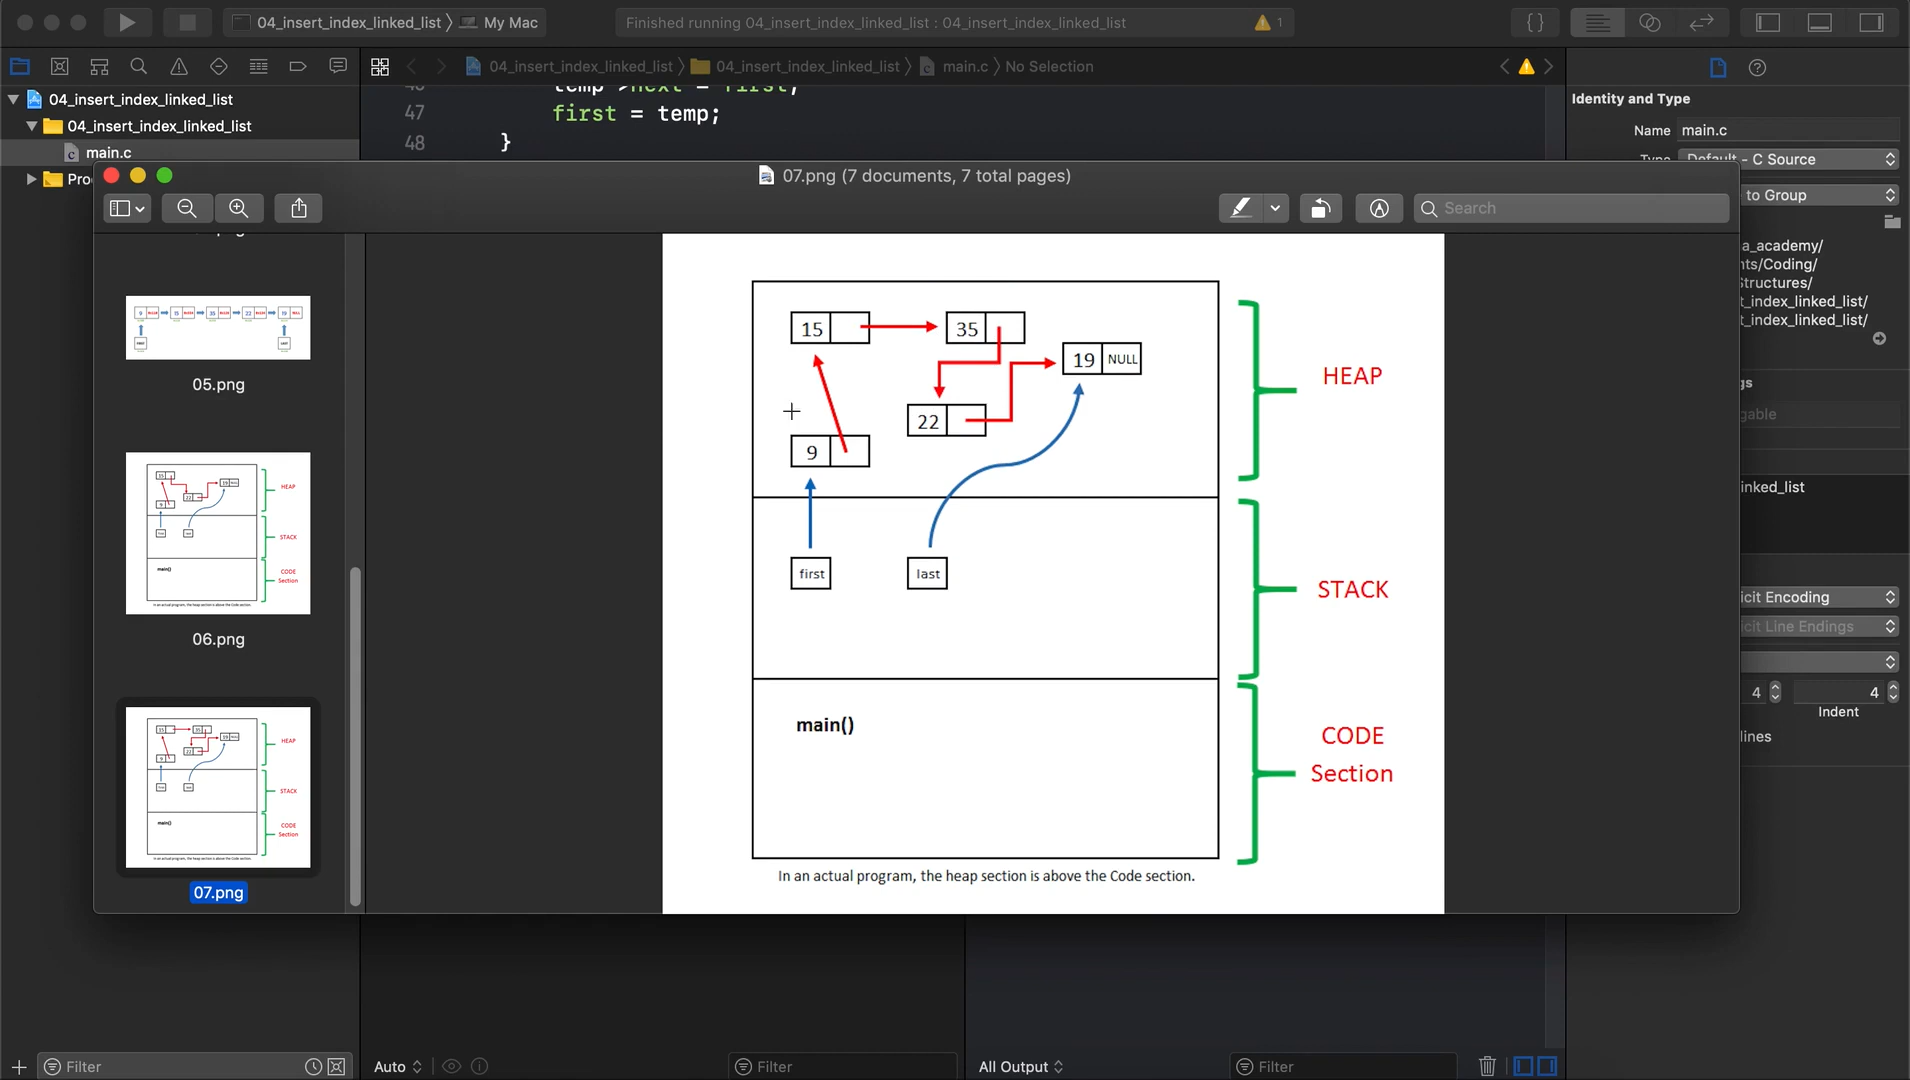 04_insert_index_linked_list
My Mac
Finished running 04_insert_index_linked_list : 04_insert_index_linked_list
1
04_insert_index_linked_list
04_insert_index_linked_list
main.c
No Selection
04_insert_index_linked_list
04_insert_index_linked_list
main.c
47 first = temp;
48 }
Identity and Type
Name main.c
Default - C Source
to Group
a_academy/
nts/Coding/
Structures/
t_index_linked_list/
t_index_linked_list/
gs
gable
inked_list
icit Encoding
icit Line Endings
4
4
Indent
lines
07.png (7 documents, 7 total pages)
Search
05.png
06.png
07.png
15
35
19 NULL
22
9
HEAP
first
last
STACK
main()
CODE
Section
In an actual program, the heap section is above the Code section.
Filter
Auto
Filter
All Output
Filter